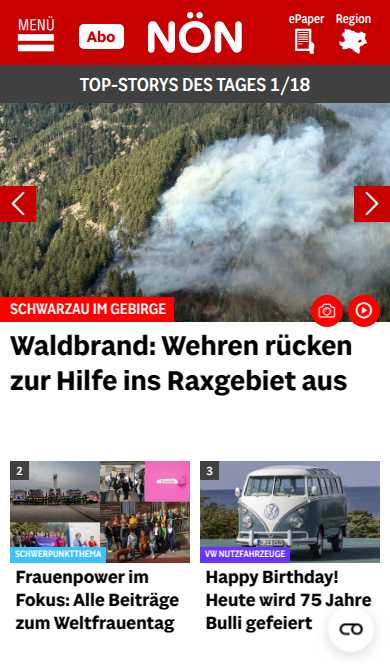 MENÜ
Abo
NÖN
ePaper
Region
TOP-STORYS DES TAGES 1/18
SCHWARZAU IM GEBIRGE
Waldbrand: Wehren rücken
zur Hilfe ins Raxgebiet aus
2
SCHWERPUNKTTHEMA
Frauenpower im
Fokus: Alle Beiträge
zum Weltfrauentag
3
VW NUTZFAHRZEUGE
Happy Birthday!
Heute wird 75 Jahre
Bulli gefeiert